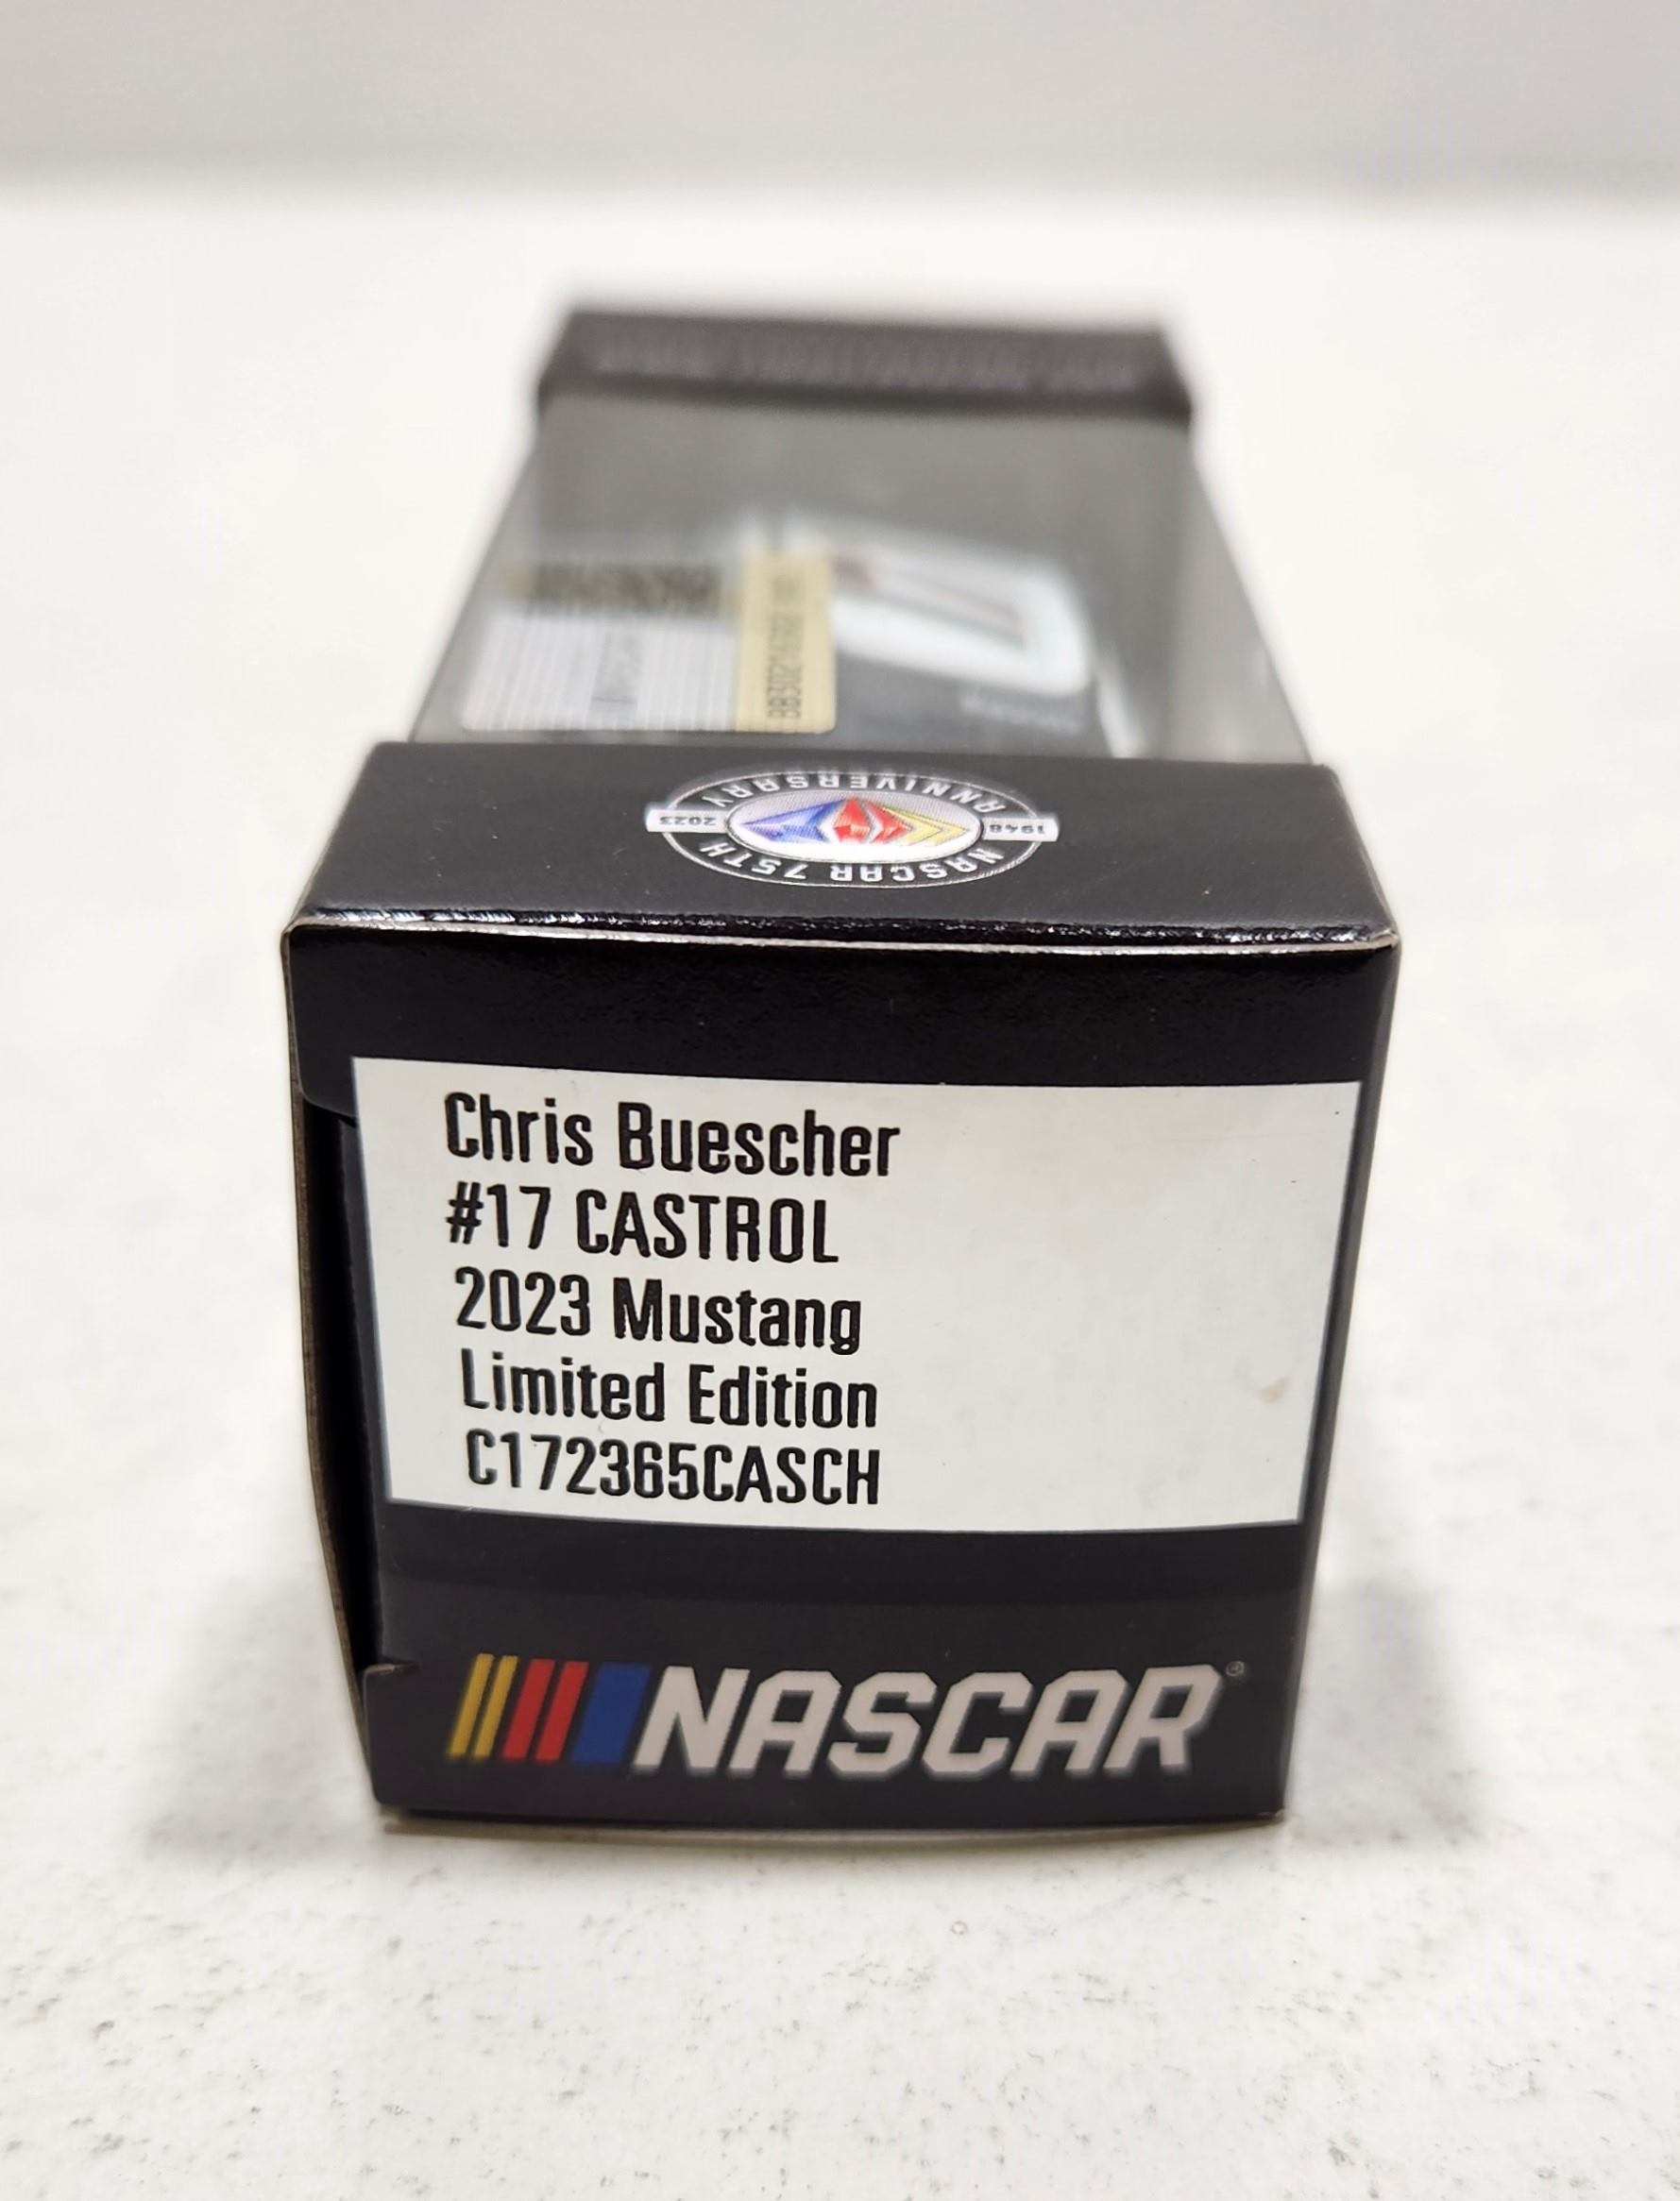 NASCAR 75TH
ANNIVERSARY
1948
2023
Chris Buescher
#17 CASTROL
2023 Mustang
Limited Edition
C172365CASCH
NASCAR®